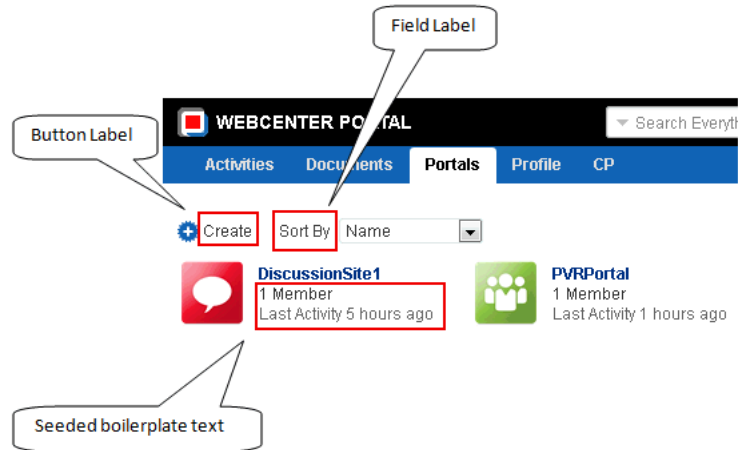 Field Label
Button Label
WEBCENTER PORTAL
Search Everyth
Activities Documents Portals Profile CP
Create Sort By Name
DiscussionSite1 PVRPortal
1 Member 1 Member
Last Activity 5 hours ago Last Activity 1 hours ago
Seeded boilerplate text